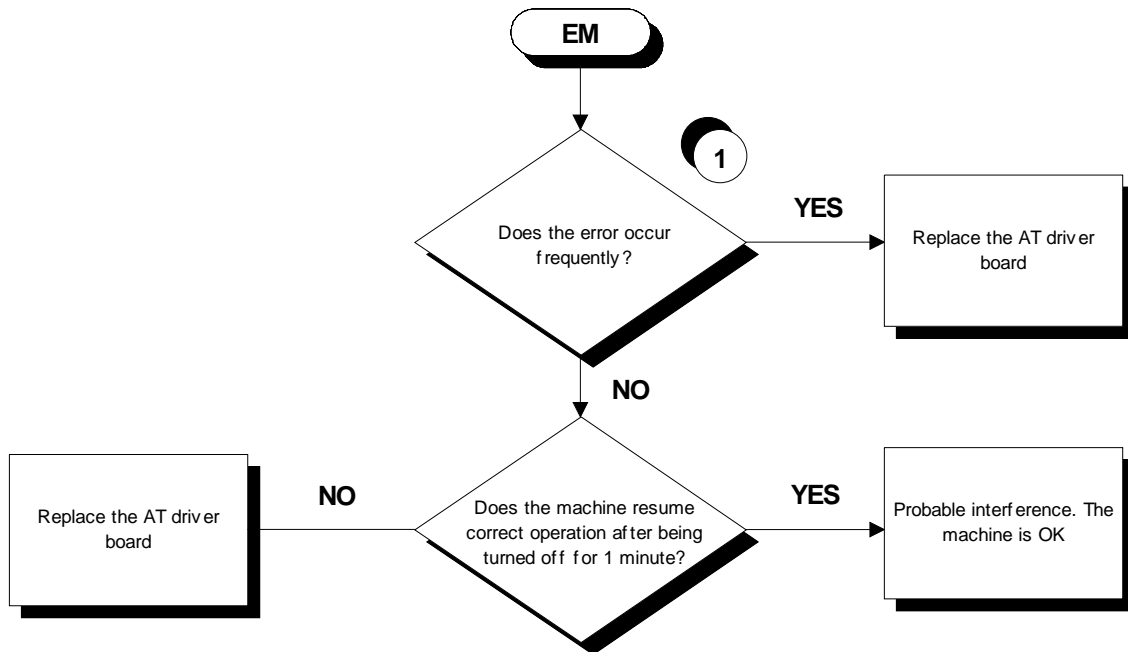 EM
1
Does the error occur
frequently?
YES
Replace the AT driver
board
NO
Replace the AT driver
board
NO
Does the machine resume
correct operation after being
turned off for 1 minute?
YES
Probable interference. The
machine is OK